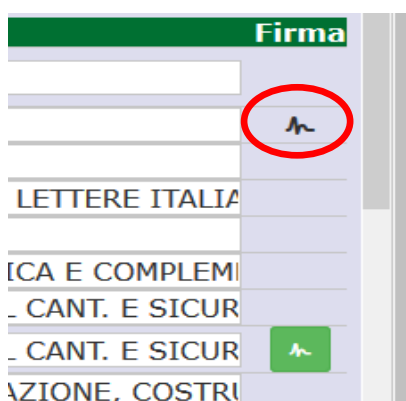 Firma
LETTERE ITALIA
ICA E COMPLEMI
CANT. E SICUR
CANT. E SICUR
AZIONE, COSTRU